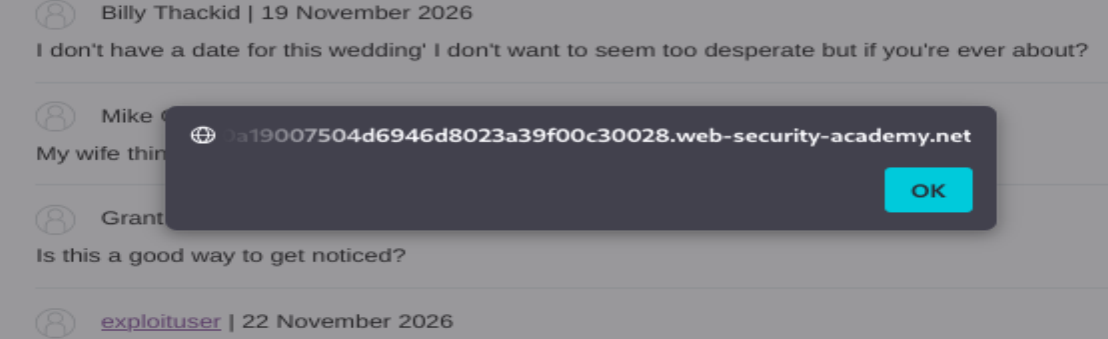 Billy Thackid | 19 November 2026
I don't have a date for this wedding' I don't want to seem too desperate but if you're ever about?
Mike
a19007504d6946d8023a39f00c30028.web-security-academy.net
My wife thin
OK
Grant
Is this a good way to get noticed?
exploituser | 22 November 2026